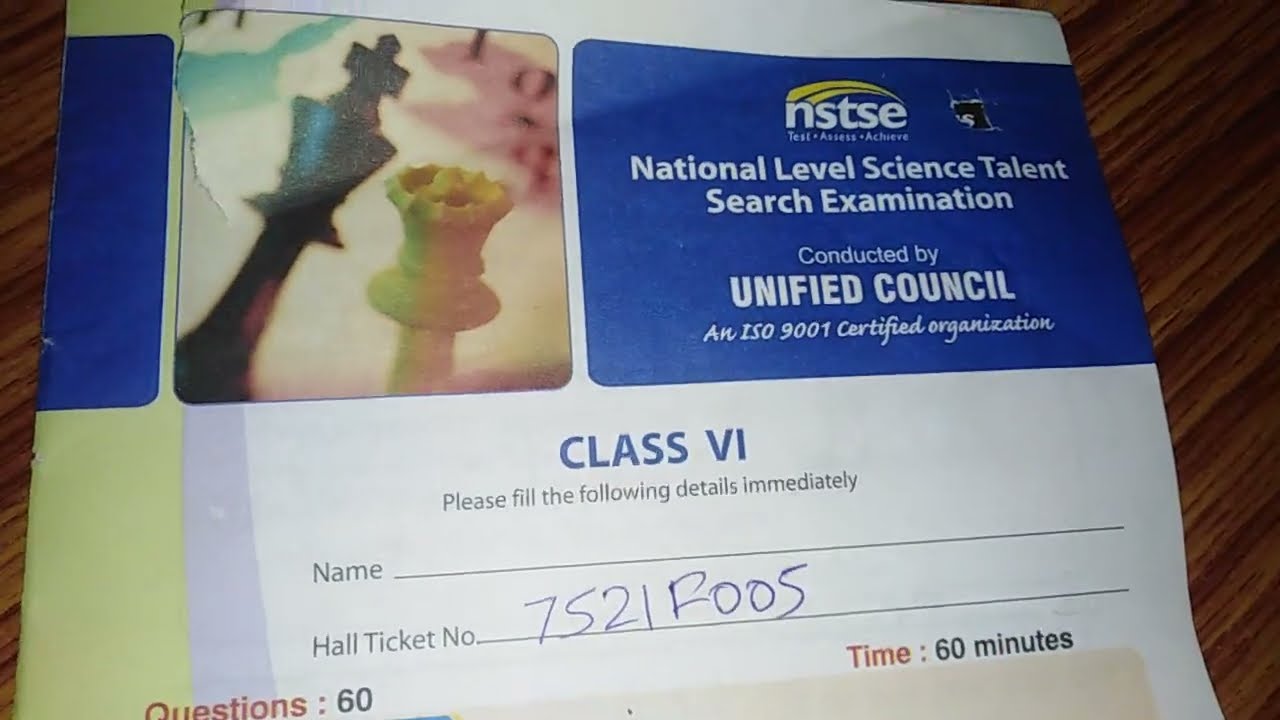 nstse
Test • Assess • Achieve
National Level Science Talent
Search Examination
Conducted by
UNIFIED COUNCIL
An ISO 9001 Certified organization
CLASS VI
Please fill the following details immediately
Name
Hall Ticket No. 7521F005
Time : 60 minutes
Questions : 60